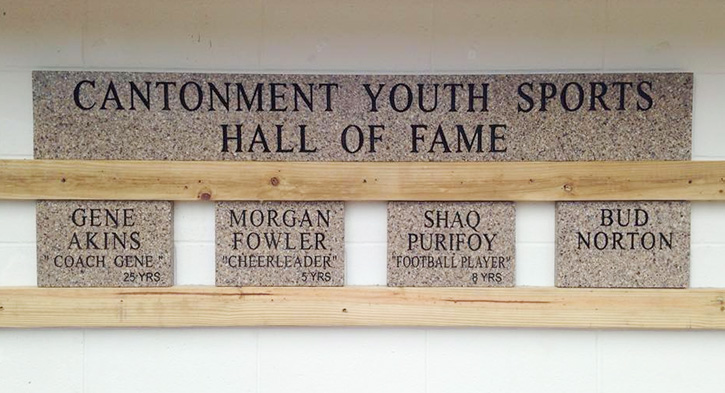 CANTONMENT YOUTH SPORTS
HALL OF FAME
GENE
AKINS
"COACH GENE"
25 YRS
MORGAN
FOWLER
"CHEERLEADER"
5 YRS
SHAQ
PURIFOY
"FOOTBALL PLAYER"
8 YRS
BUD
NORTON